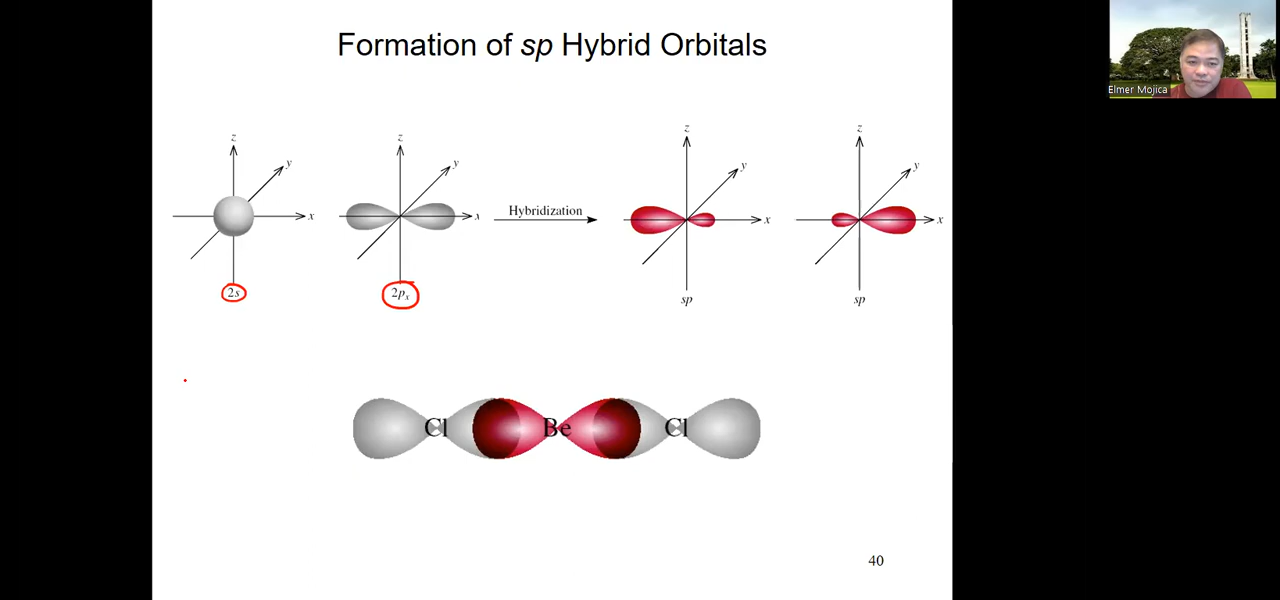 Formation of sp Hybrid Orbitals
Elmer Mojica
z
y
x
2s
z
y
x
2px
Hybridization
z
y
x
sp
z
y
x
sp
Cl Be Cl
40